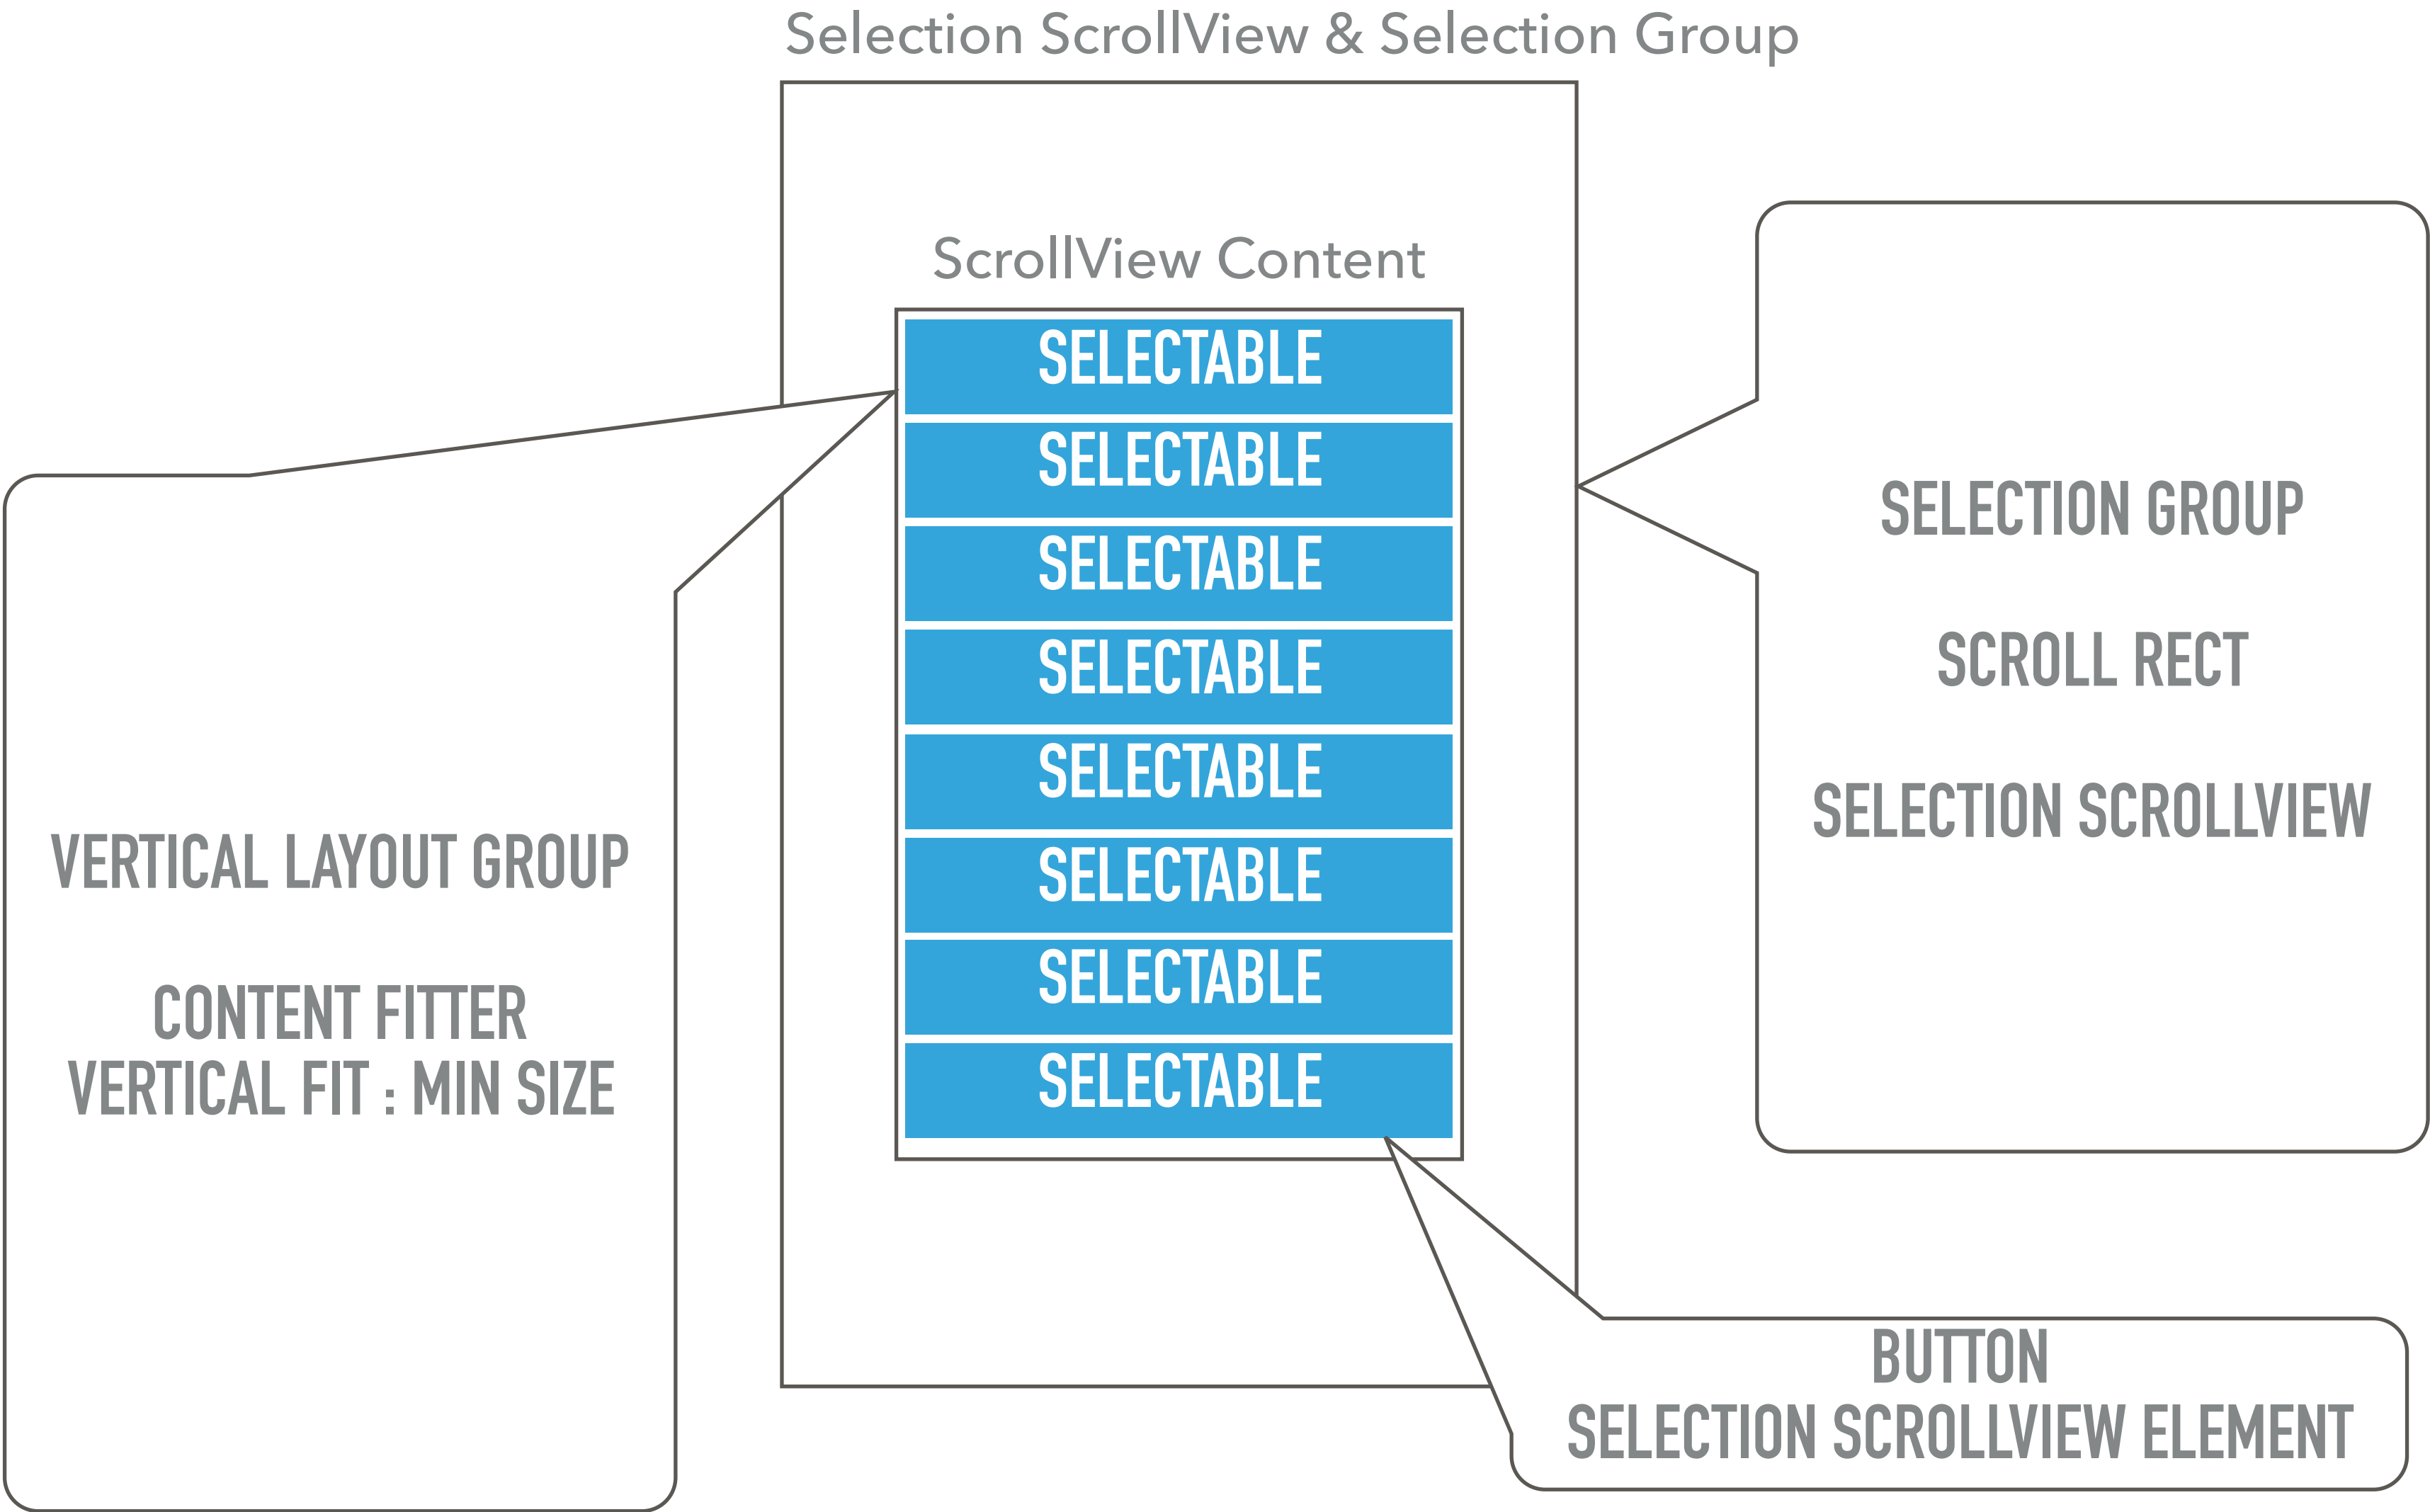 Selection ScrollView & Selection Group
ScrollView Content
SELECTABLE
SELECTABLE
SELECTABLE
SELECTABLE
SELECTABLE
SELECTABLE
SELECTABLE
SELECTABLE
VERTICAL LAYOUT GROUP
CONTENT FITTER
VERTICAL FIT : MIN SIZE
SELECTION GROUP
SCROLL RECT
SELECTION SCROLLVIEW
BUTTON
SELECTION SCROLLVIEW ELEMENT